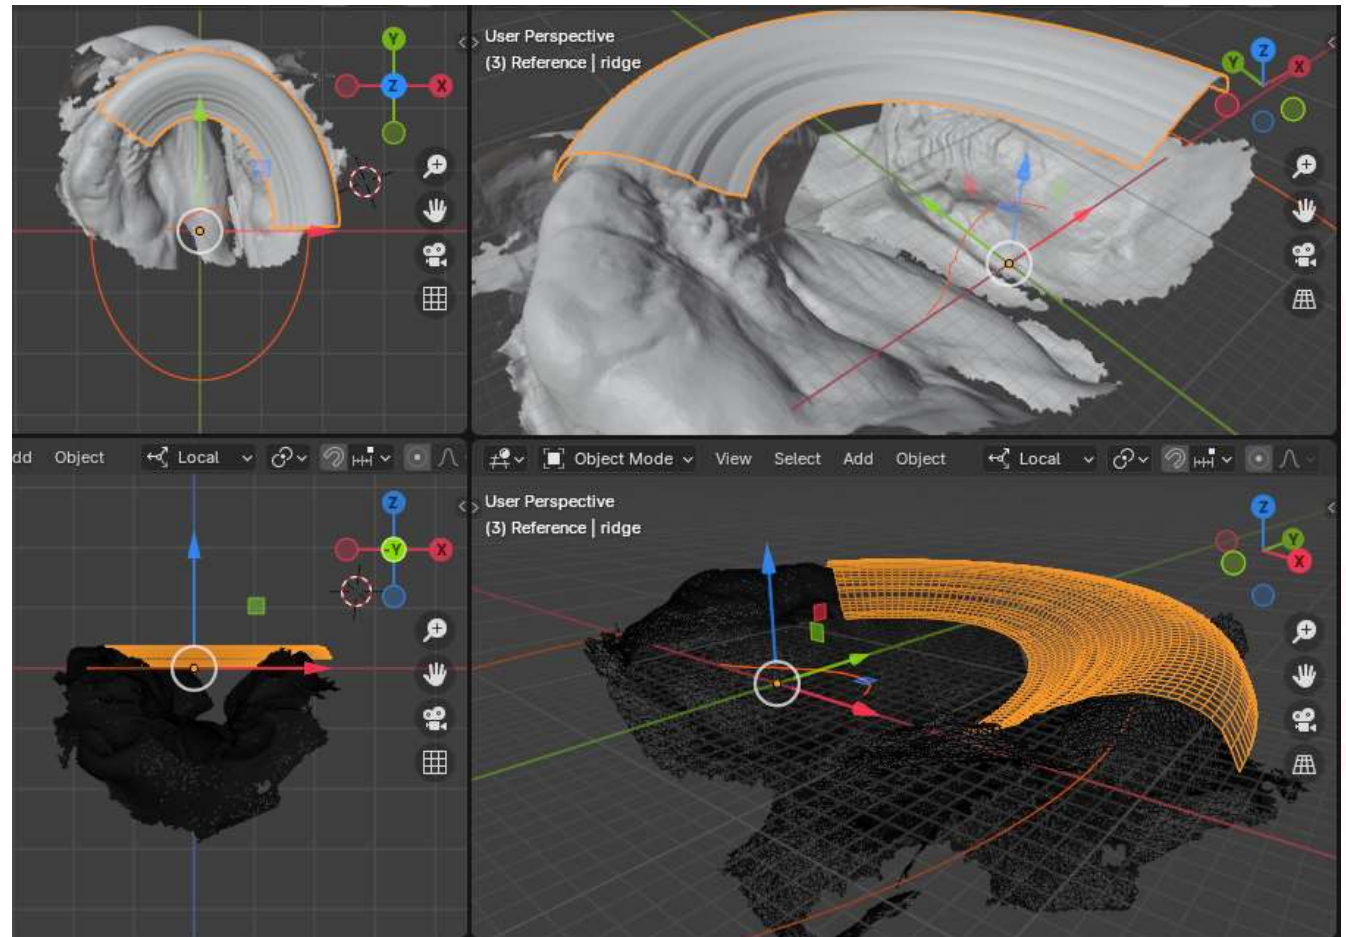 Y
Z
X
User Perspective
(3) Reference | ridge
Z
Y
X
dd Object Local
Z
-Y
X
Object Mode View Select Add Object Local
User Perspective
(3) Reference | ridge
Z
Y
X